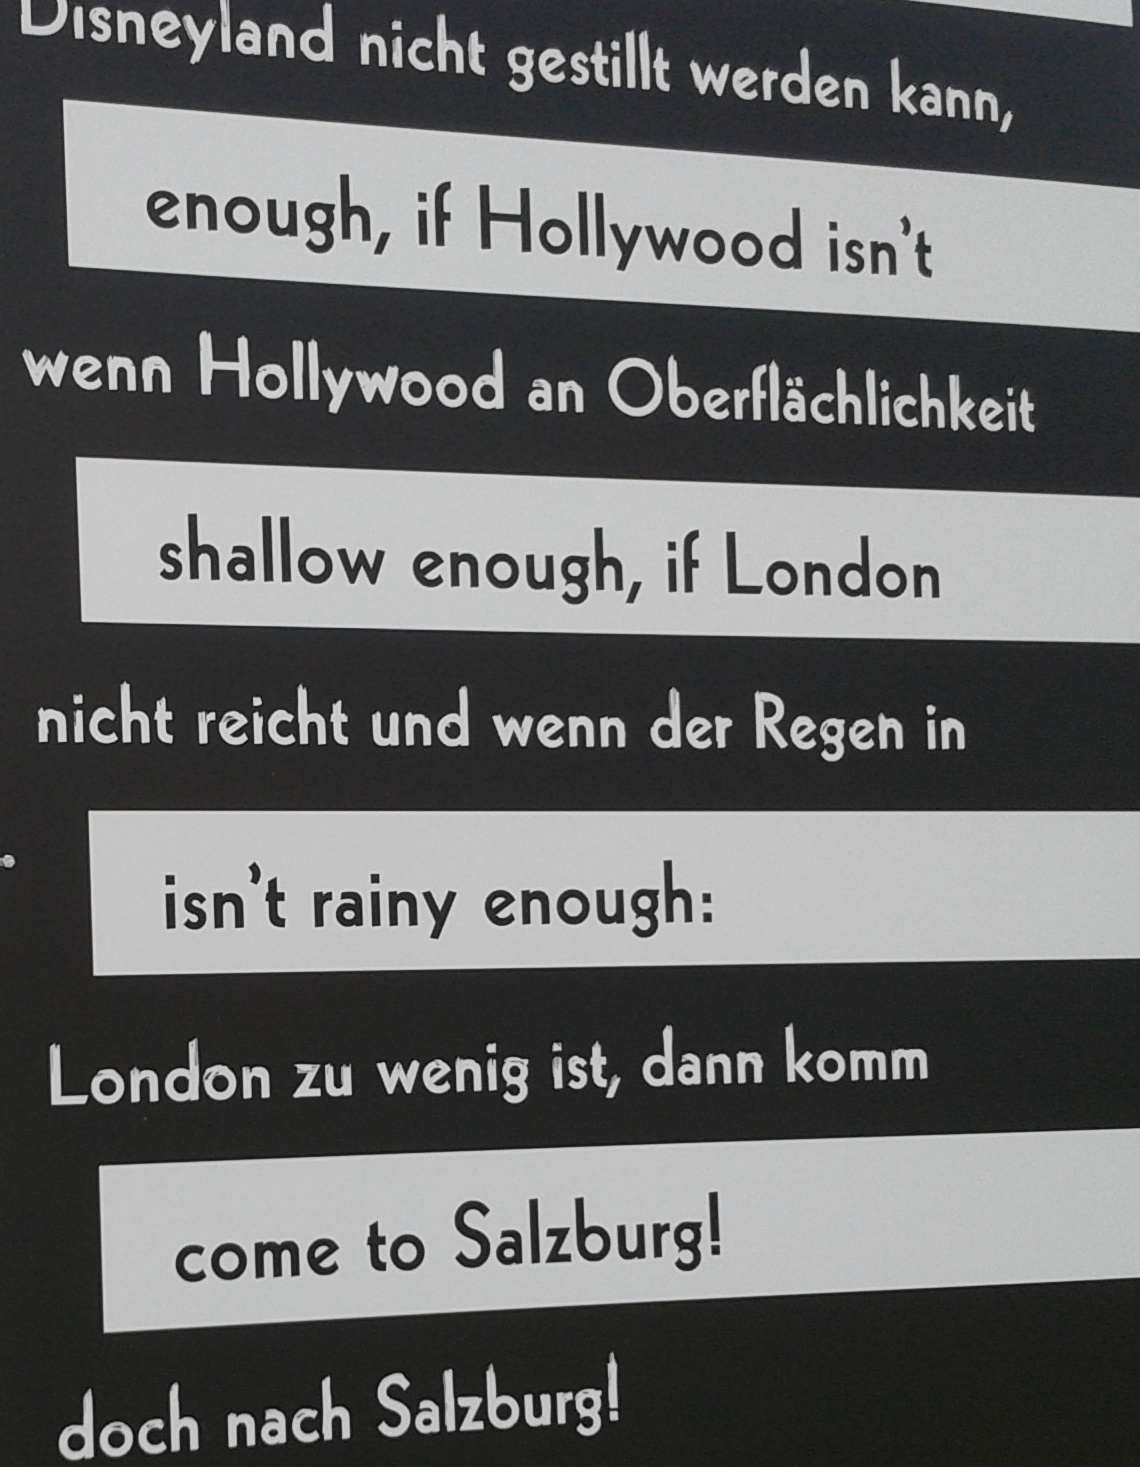 Disneyland nicht gestillt werden kann,
enough, if Hollywood isn't
wenn Hollywood an Oberflächlichkeit
shallow enough, if London
nicht reicht und wenn der Regen in
isn't rainy enough:
London zu wenig ist, dann komm
come to Salzburg!
doch nach Salzburg!